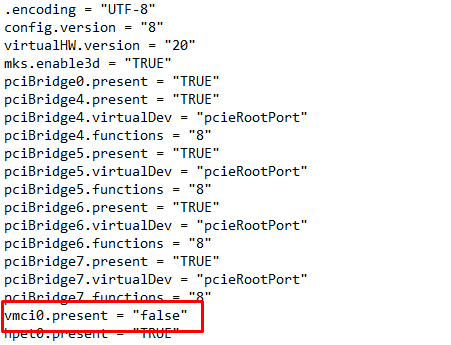 .encoding = "UTF-8"
config.version = "8"
virtualHW.version = "20"
mks.enable3d = "TRUE"
pciBridge0.present = "TRUE"
pciBridge4.present = "TRUE"
pciBridge4.virtualDev = "pcieRootPort"
pciBridge4.functions = "8"
pciBridge5.present = "TRUE"
pciBridge5.virtualDev = "pcieRootPort"
pciBridge5.functions = "8"
pciBridge6.present = "TRUE"
pciBridge6.virtualDev = "pcieRootPort"
pciBridge6.functions = "8"
pciBridge7.present = "TRUE"
pciBridge7.virtualDev = "pcieRootPort"
pciBridge7.functions = "8"
vmci0.present = "false"
hpet0.present = "TRUE"